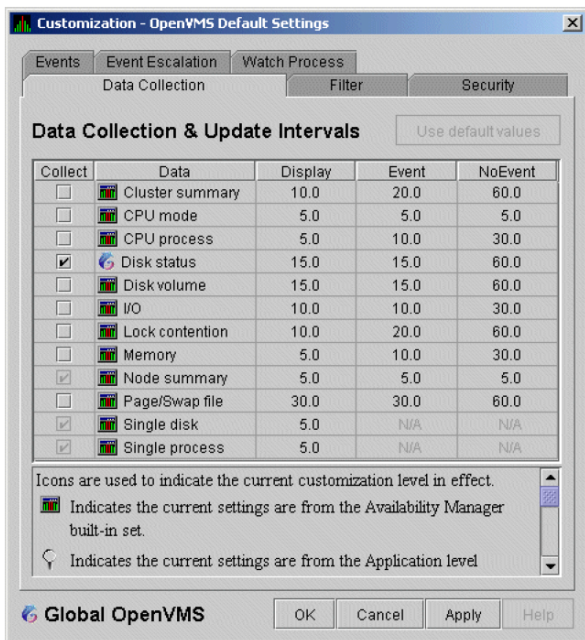 Customization - OpenVMS Default Settings
Events Event Escalation Watch Process
Data Collection Filter Security
Data Collection & Update Intervals Use default values
Collect Data Display Event NoEvent
Cluster summary 10.0 20.0 60.0
CPU mode 5.0 5.0 5.0
CPU process 5.0 10.0 30.0
Disk status 15.0 15.0 60.0
Disk volume 15.0 15.0 60.0
I/O 10.0 10.0 30.0
Lock contention 10.0 20.0 60.0
Memory 5.0 10.0 30.0
Node summary 5.0 5.0 5.0
Page/Swap file 30.0 30.0 60.0
Single disk 5.0 N/A N/A
Single process 5.0 N/A N/A
Icons are used to indicate the current customization level in effect.
Indicates the current settings are from the Availability Manager
built-in set.
Indicates the current settings are from the Application level
Global OpenVMS OK Cancel Apply Help